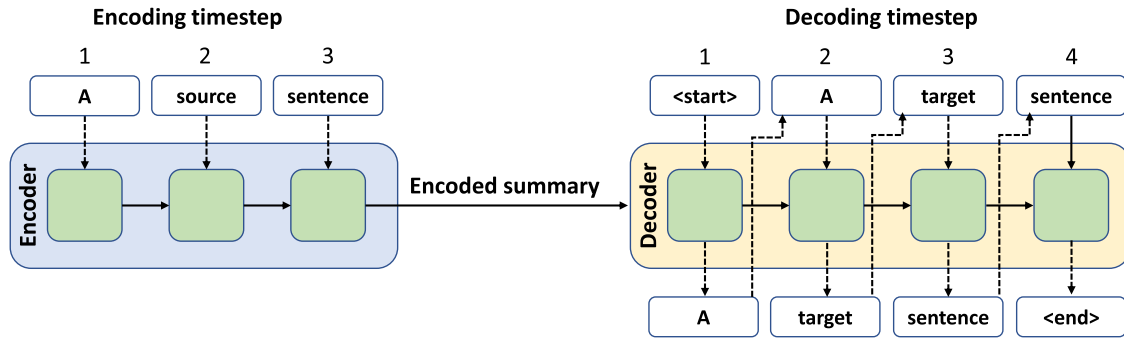 Encoding timestep
Decoding timestep
1 2 3
1 2 3 4
A source sentence
<start> A target sentence
Encoder
Encoded summary
Decoder
A target sentence <end>